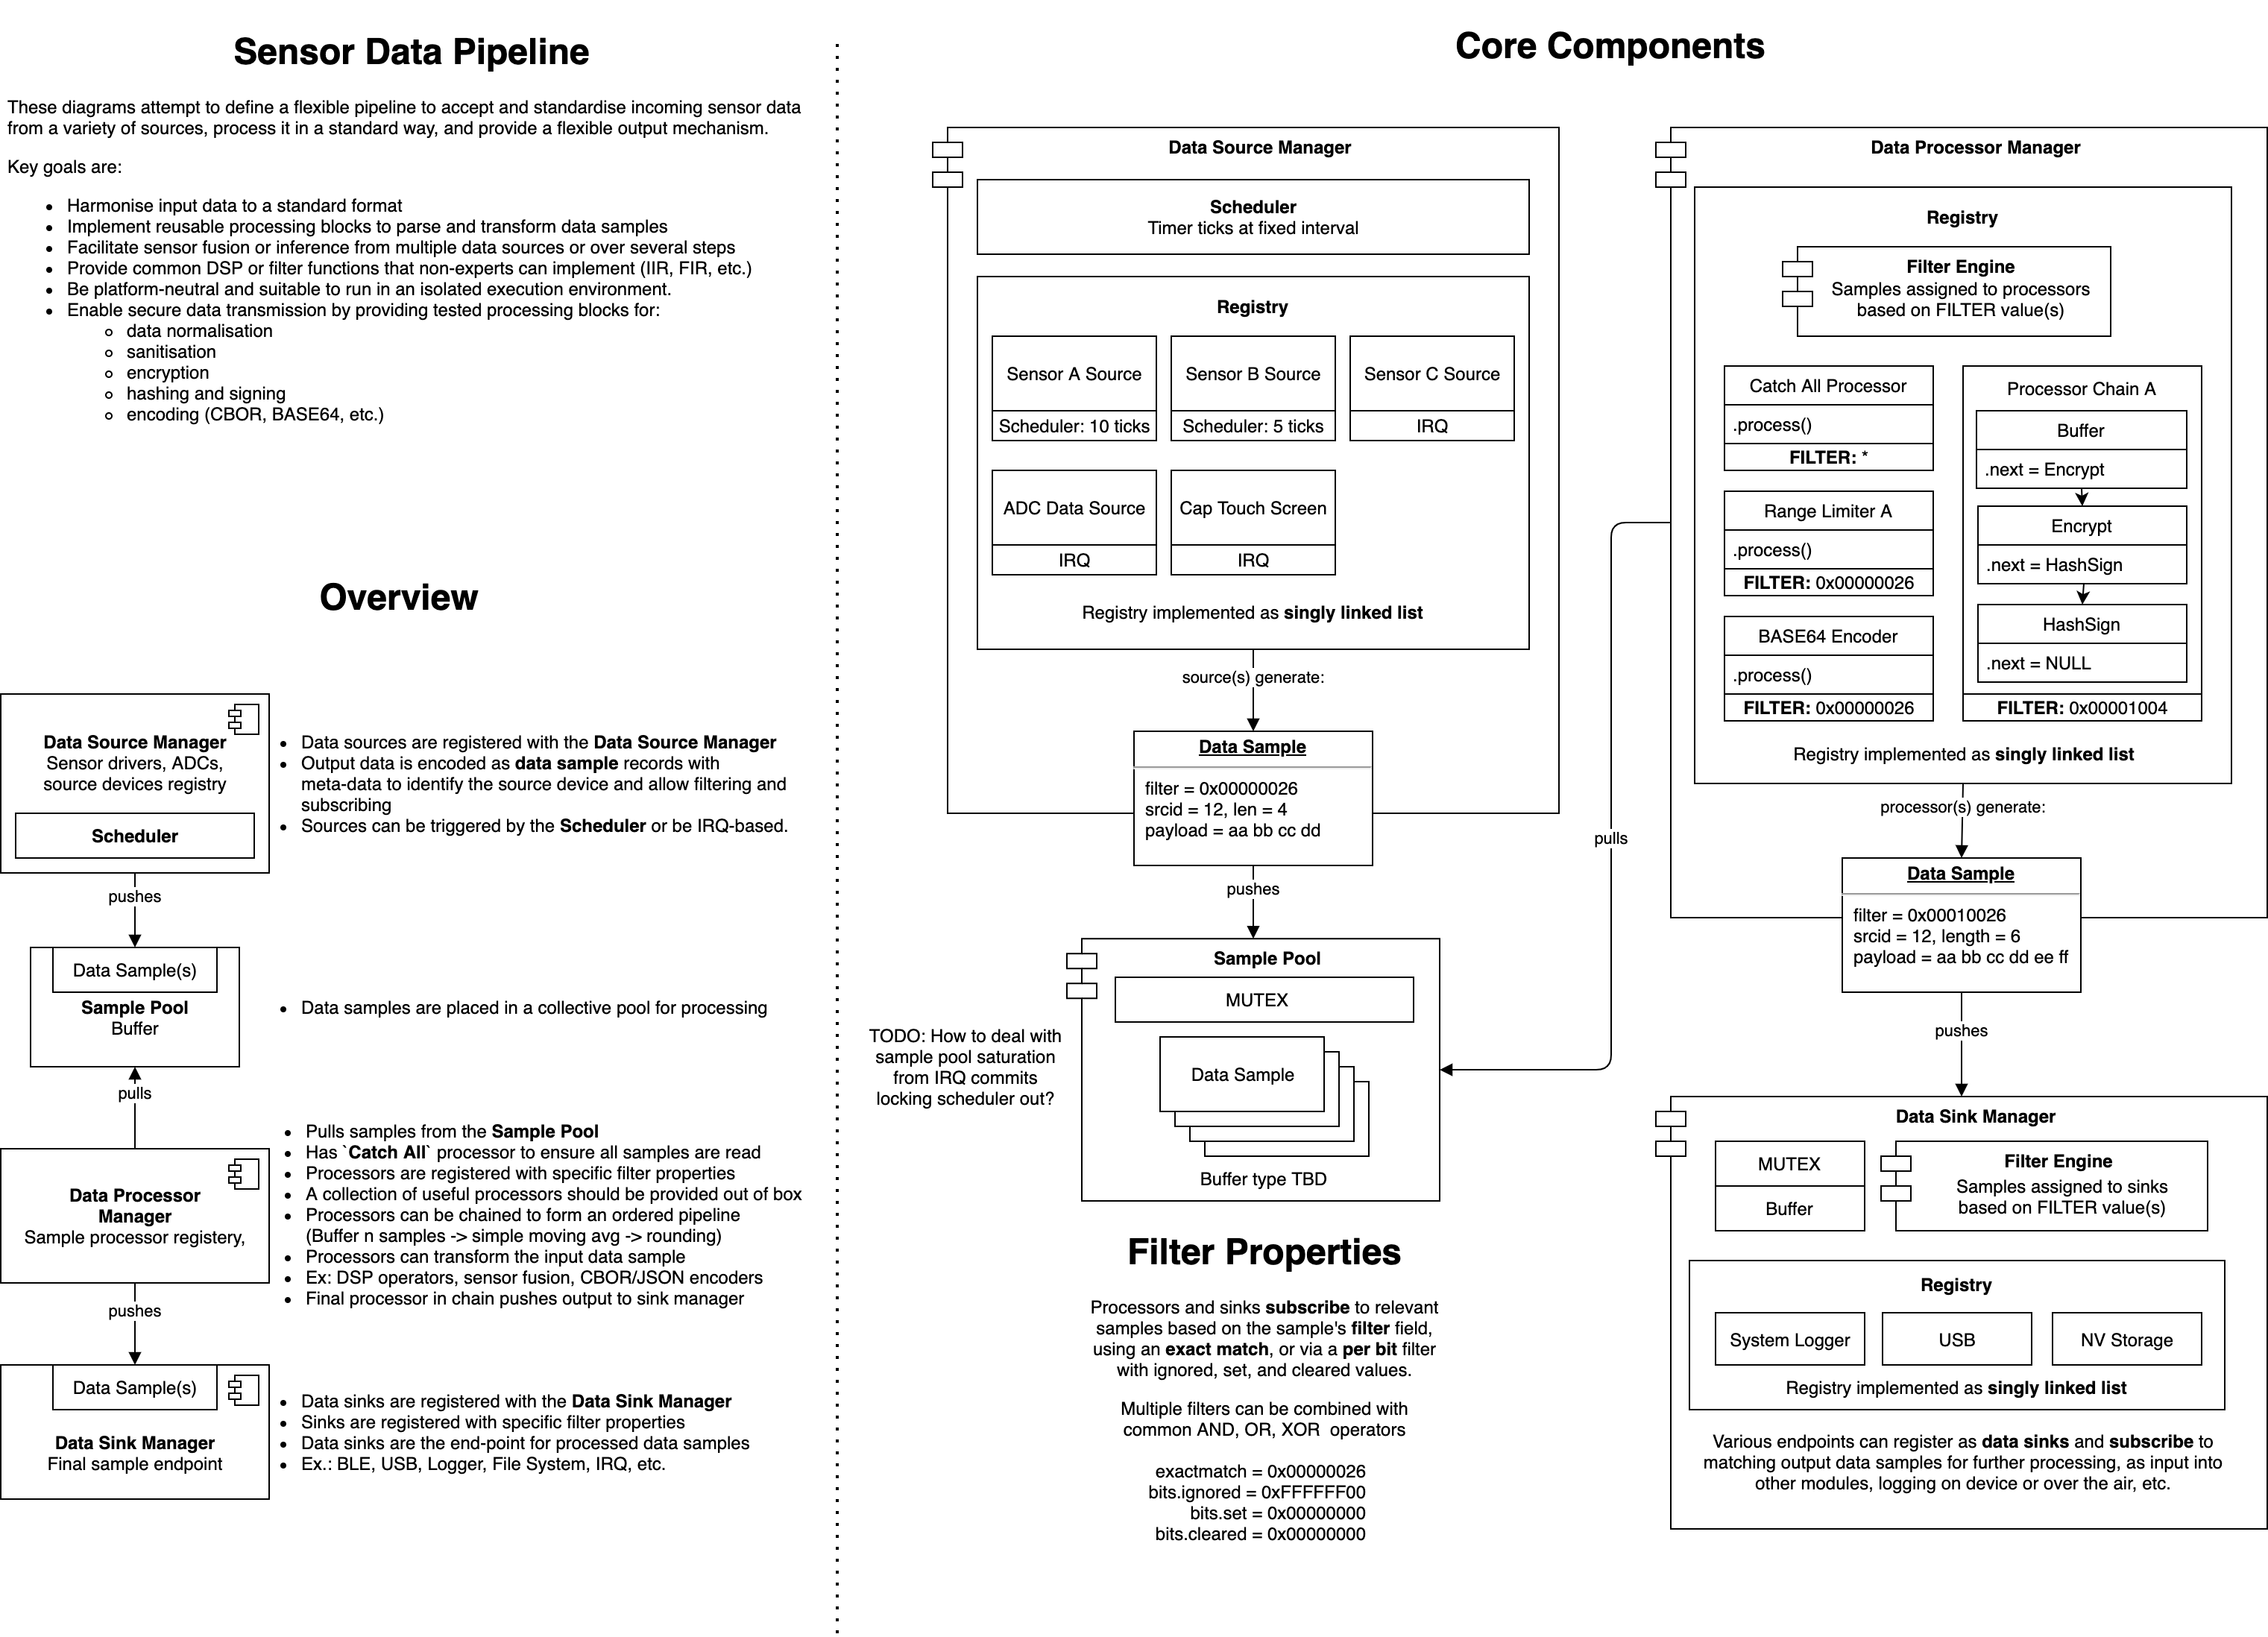 Sensor Data Pipeline
These diagrams attempt to define a flexible pipeline to accept and standardise incoming sensor data
from a variety of sources, process it in a standard way, and provide a flexible output mechanism.
Key goals are:
Harmonise input data to a standard format
Implement reusable processing blocks to parse and transform data samples
Facilitate sensor fusion or inference from multiple data sources or over several steps
Provide common DSP or filter functions that non-experts can implement (IIR, FIR, etc.)
Be platform-neutral and suitable to run in an isolated execution environment.
Enable secure data transmission by providing tested processing blocks for:
data normalisation
sanitisation
encryption
hashing and signing
encoding (CBOR, BASE64, etc.)
Overview
Data Source Manager
Sensor drivers, ADCs,
source devices registry
Scheduler
Data sources are registered with the Data Source Manager
Output data is encoded as data sample records with
meta-data to identify the source device and allow filtering and
subscribing
Sources can be triggered by the Scheduler or be IRQ-based.
pushes
Data Sample(s)
Sample Pool
Buffer
Data samples are placed in a collective pool for processing
pulls
Data Processor
Manager
Sample processor registery,
Pulls samples from the Sample Pool
Has `Catch All` processor to ensure all samples are read
Processors are registered with specific filter properties
A collection of useful processors should be provided out of box
Processors can be chained to form an ordered pipeline
(Buffer n samples -> simple moving avg -> rounding)
Processors can transform the input data sample
Ex: DSP operators, sensor fusion, CBOR/JSON encoders
Final processor in chain pushes output to sink manager
pushes
Data Sample(s)
Data Sink Manager
Final sample endpoint
Data sinks are registered with the Data Sink Manager
Sinks are registered with specific filter properties
Data sinks are the end-point for processed data samples
Ex.: BLE, USB, Logger, File System, IRQ, etc.
Core Components
Data Source Manager
Scheduler
Timer ticks at fixed interval
Registry
Sensor A Source
Scheduler: 10 ticks
Sensor B Source
Scheduler: 5 ticks
Sensor C Source
IRQ
ADC Data Source
IRQ
Cap Touch Screen
IRQ
Registry implemented as singly linked list
source(s) generate:
Data Sample
filter = 0x00000026
srcid = 12, len = 4
payload = aa bb cc dd
pushes
Sample Pool
MUTEX
Data Sample
Buffer type TBD
TODO: How to deal with
sample pool saturation
from IRQ commits
locking scheduler out?
pulls
Filter Properties
Processors and sinks subscribe to relevant
samples based on the sample's filter field,
using an exact match, or via a per bit filter
with ignored, set, and cleared values.
Multiple filters can be combined with
common AND, OR, XOR operators
exactmatch = 0x00000026
bits.ignored = 0xFFFFFF00
bits.set = 0x00000000
bits.cleared = 0x00000000
Data Processor Manager
Registry
Filter Engine
Samples assigned to processors
based on FILTER value(s)
Catch All Processor
.process()
FILTER: *
Range Limiter A
.process()
FILTER: 0x00000026
BASE64 Encoder
.process()
FILTER: 0x00000026
Processor Chain A
Buffer
.next = Encrypt
Encrypt
.next = HashSign
HashSign
.next = NULL
FILTER: 0x00001004
Registry implemented as singly linked list
processor(s) generate:
Data Sample
filter = 0x00010026
srcid = 12, length = 6
payload = aa bb cc dd ee ff
pushes
Data Sink Manager
MUTEX
Buffer
Filter Engine
Samples assigned to sinks
based on FILTER value(s)
Registry
System Logger
USB
NV Storage
Registry implemented as singly linked list
Various endpoints can register as data sinks and subscribe to
matching output data samples for further processing, as input into
other modules, logging on device or over the air, etc.